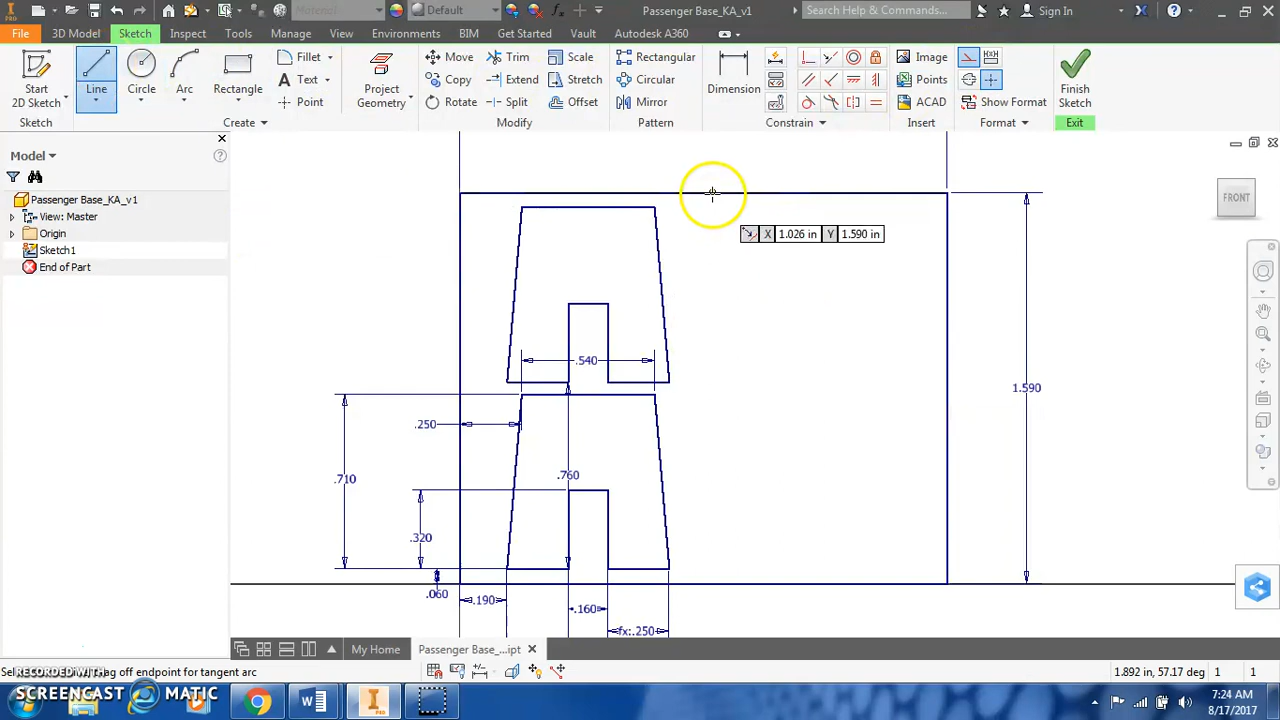 Material
Default
fx
Passenger Base_KA_v1
Search Help & Commands...
Sign In
PRO
File
3D Model
Sketch
Inspect
Tools
Manage
View
Environments
BIM
Get Started
Vault
Autodesk A360
Start
2D Sketch
Line
Circle
Arc
Rectangle
Fillet
Text
Point
Project
Geometry
Move
Copy
Rotate
Trim
Extend
Split
Scale
Stretch
Offset
Rectangular
Circular
Mirror
Dimension
Image
Points
ACAD
Show Format
Finish
Sketch
Sketch
Create
Modify
Pattern
Constrain
Insert
Format
Exit
Model
Passenger Base_KA_v1
View: Master
Origin
Sketch1
End of Part
FRONT
X 1.026 in Y 1.590 in
.540
1.590
.250
.710
.760
.320
.060
.190
.160
fx:.250
My Home
Passenger Base_...ipt
RECORDED WITH
SCREENCAST MATIC
off endpoint for tangent arc
1.892 in, 57.17 deg 1 1
PRO
7:24 AM
8/17/2017